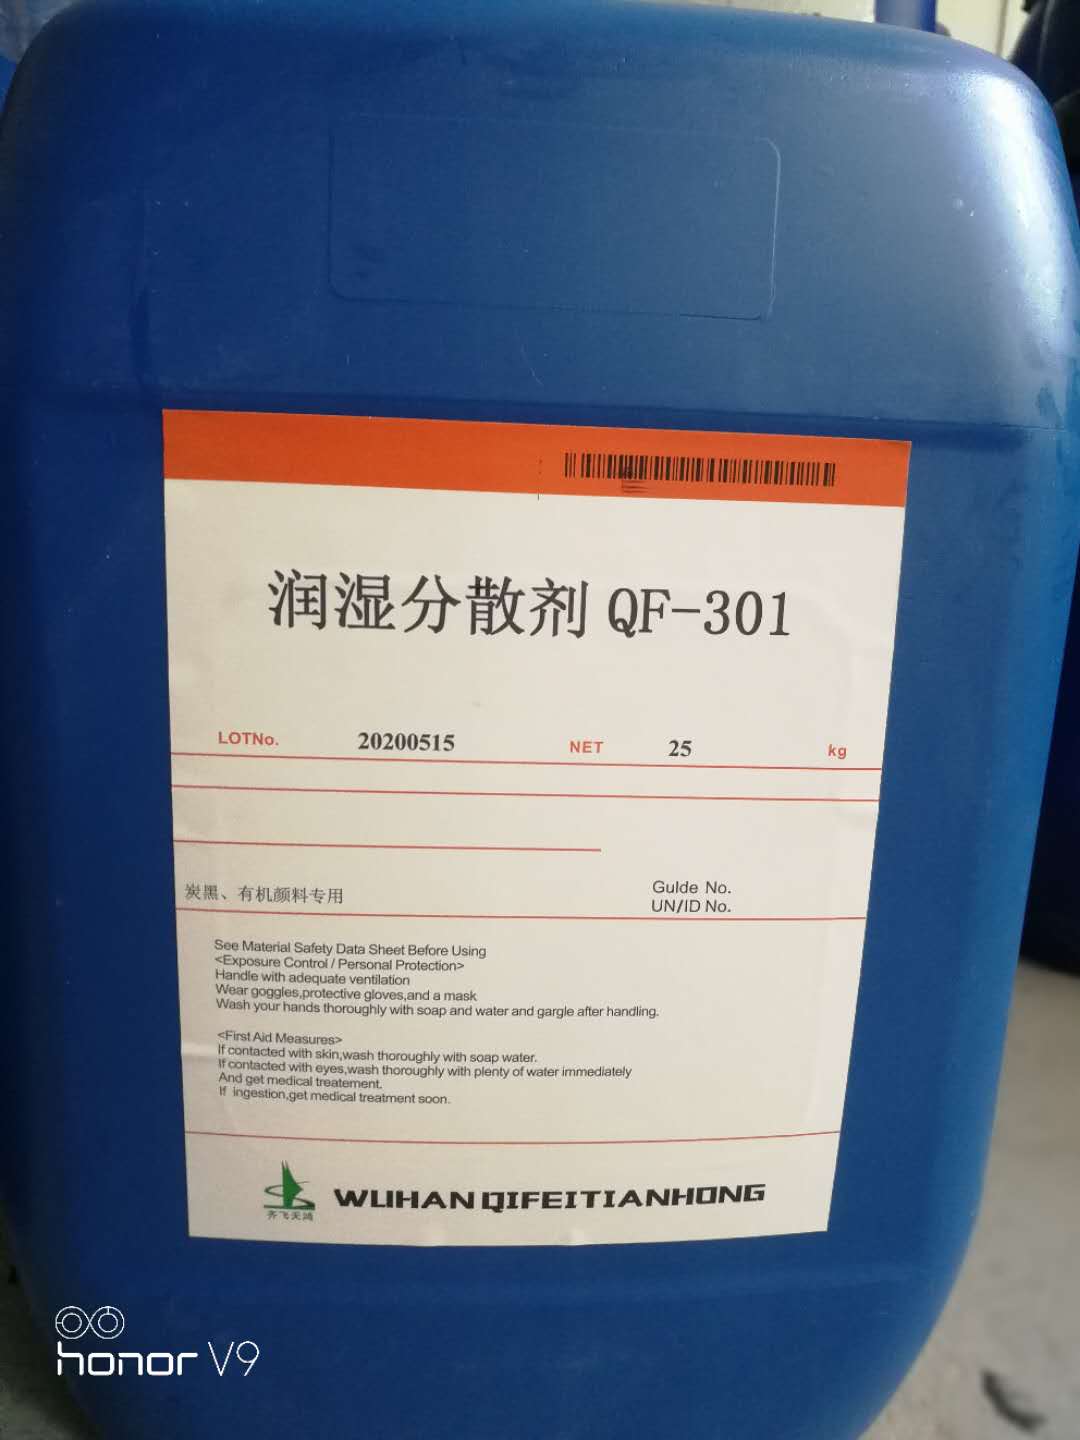 润湿分散剂 QF-301
LOTNo. 20200515 NET 25 kg
炭黑、有机颜料专用
Gulde No.
UN/ID No.
See Material Safety Data Sheet Before Using
<Exposure Control / Personal Protection>
Handle with adequate ventilation
Wear goggles,protective gloves,and a mask
Wash your hands thoroughly with soap and water and gargle after handling.
<First Aid Measures>
If contacted with skin,wash thoroughly with soap water.
If contacted with eyes,wash thoroughly with plenty of water immediately
And get medical treatement.
If ingestion,get medical treatment soon.
齐飞天鸿
WUHAN QIFEITIANHONG
honor V9